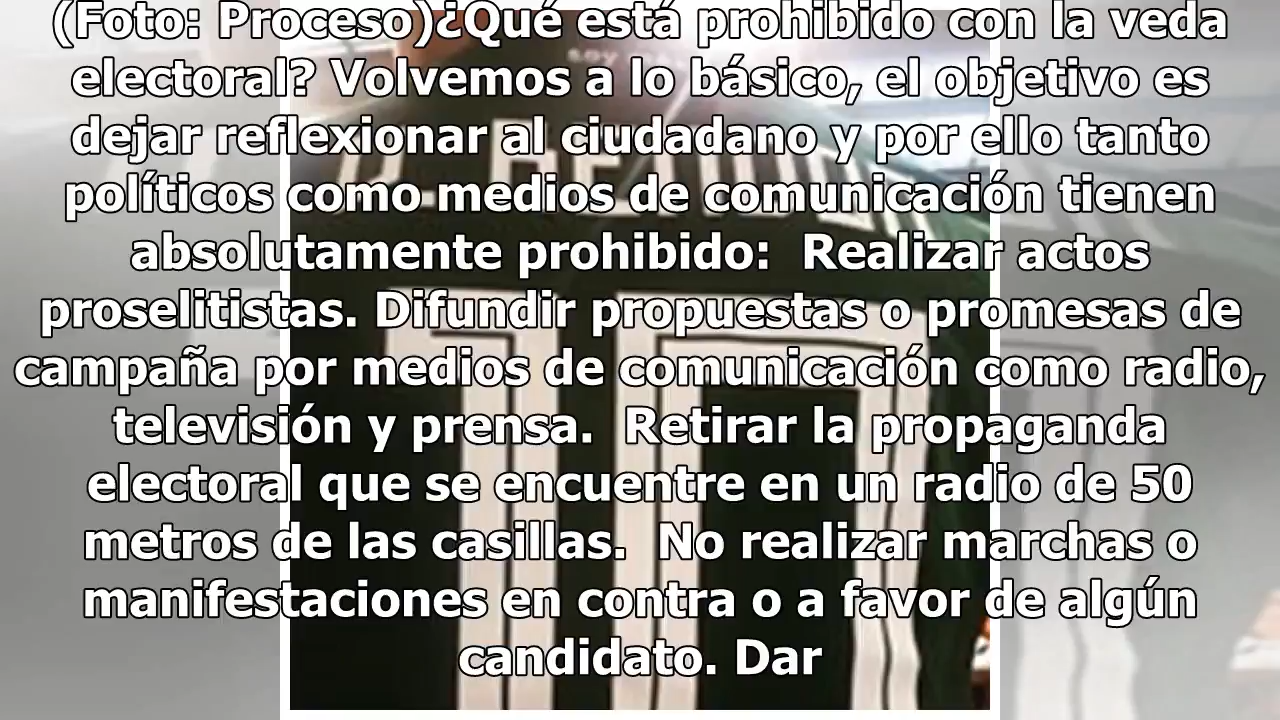 (Foto: Proceso)¿Qué está prohibido con la veda
electoral? Volvemos a lo básico, el objetivo es
dejar reflexionar al ciudadano y por ello tanto
políticos como medios de comunicación tienen
absolutamente prohibido:  Realizar actos
proselitistas. Difundir propuestas o promesas de
campaña por medios de comunicación como radio,
televisión y prensa.  Retirar la propaganda
electoral que se encuentre en un radio de 50
metros de las casillas.  No realizar marchas o
manifestaciones en contra o a favor de algún
candidato. Dar
10